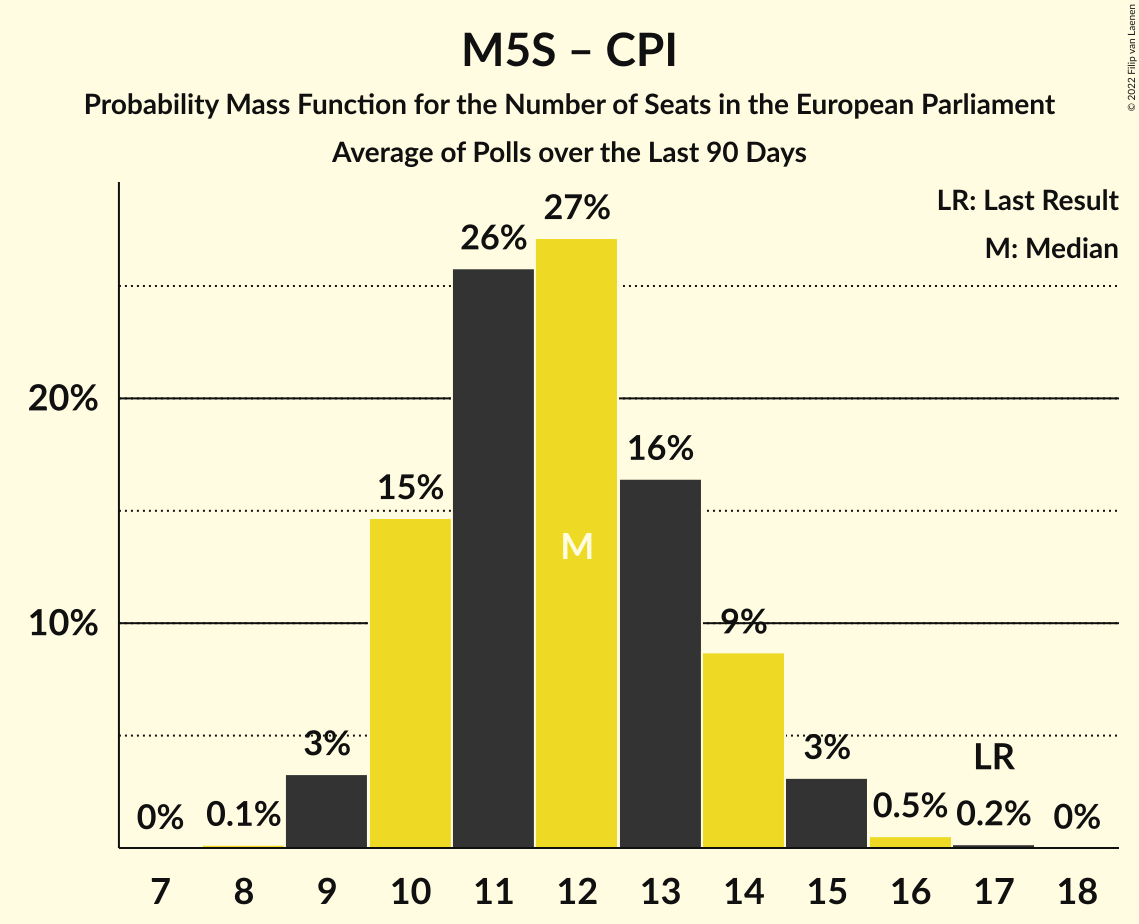 M5S – CPI
Probability Mass Function for the Number of Seats in the European Parliament
Average of Polls over the Last 90 Days
© 2022 Filip van Laenen
LR: Last Result
M: Median
27%
26%
20%
16%
15%
M
10%
9%
3%
3%
LR
0%
0.1%
0.5%
0.2%
0%
7 8 9 10 11 12 13 14 15 16 17 18